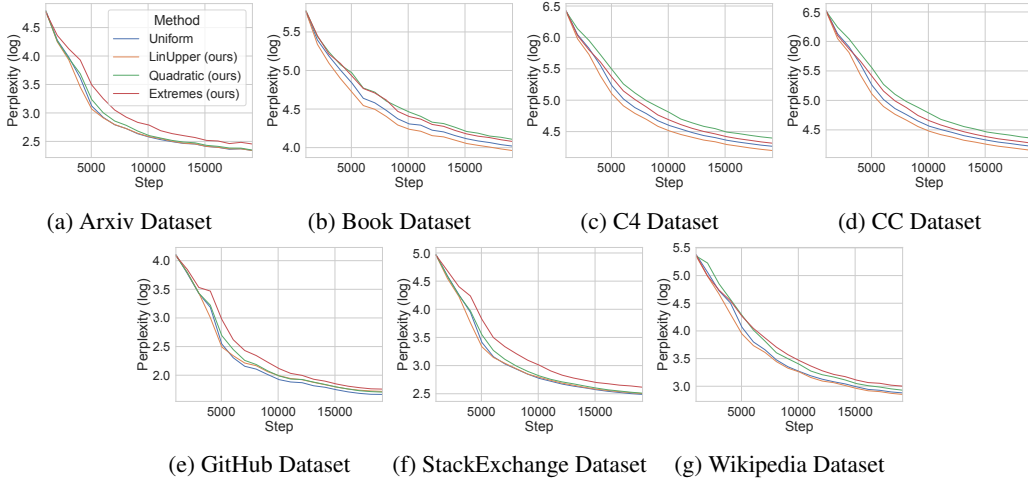 Method
Uniform
LinUpper (ours)
Quadratic (ours)
Extremes (ours)
Perplexity (log)
4.5
4.0
3.5
3.0
2.5
5000 10000 15000
Step
(a) Arxiv Dataset
Perplexity (log)
5.5
5.0
4.5
4.0
5000 10000 15000
Step
(b) Book Dataset
Perplexity (log)
6.5
6.0
5.5
5.0
4.5
5000 10000 15000
Step
(c) C4 Dataset
Perplexity (log)
6.5
6.0
5.5
5.0
4.5
5000 10000 15000
Step
(d) CC Dataset
Perplexity (log)
4.0
3.5
3.0
2.5
2.0
5000 10000 15000
Step
(e) GitHub Dataset
Perplexity (log)
5.0
4.5
4.0
3.5
3.0
2.5
5000 10000 15000
Step
(f) StackExchange Dataset
Perplexity (log)
5.5
5.0
4.5
4.0
3.5
3.0
5000 10000 15000
Step
(g) Wikipedia Dataset